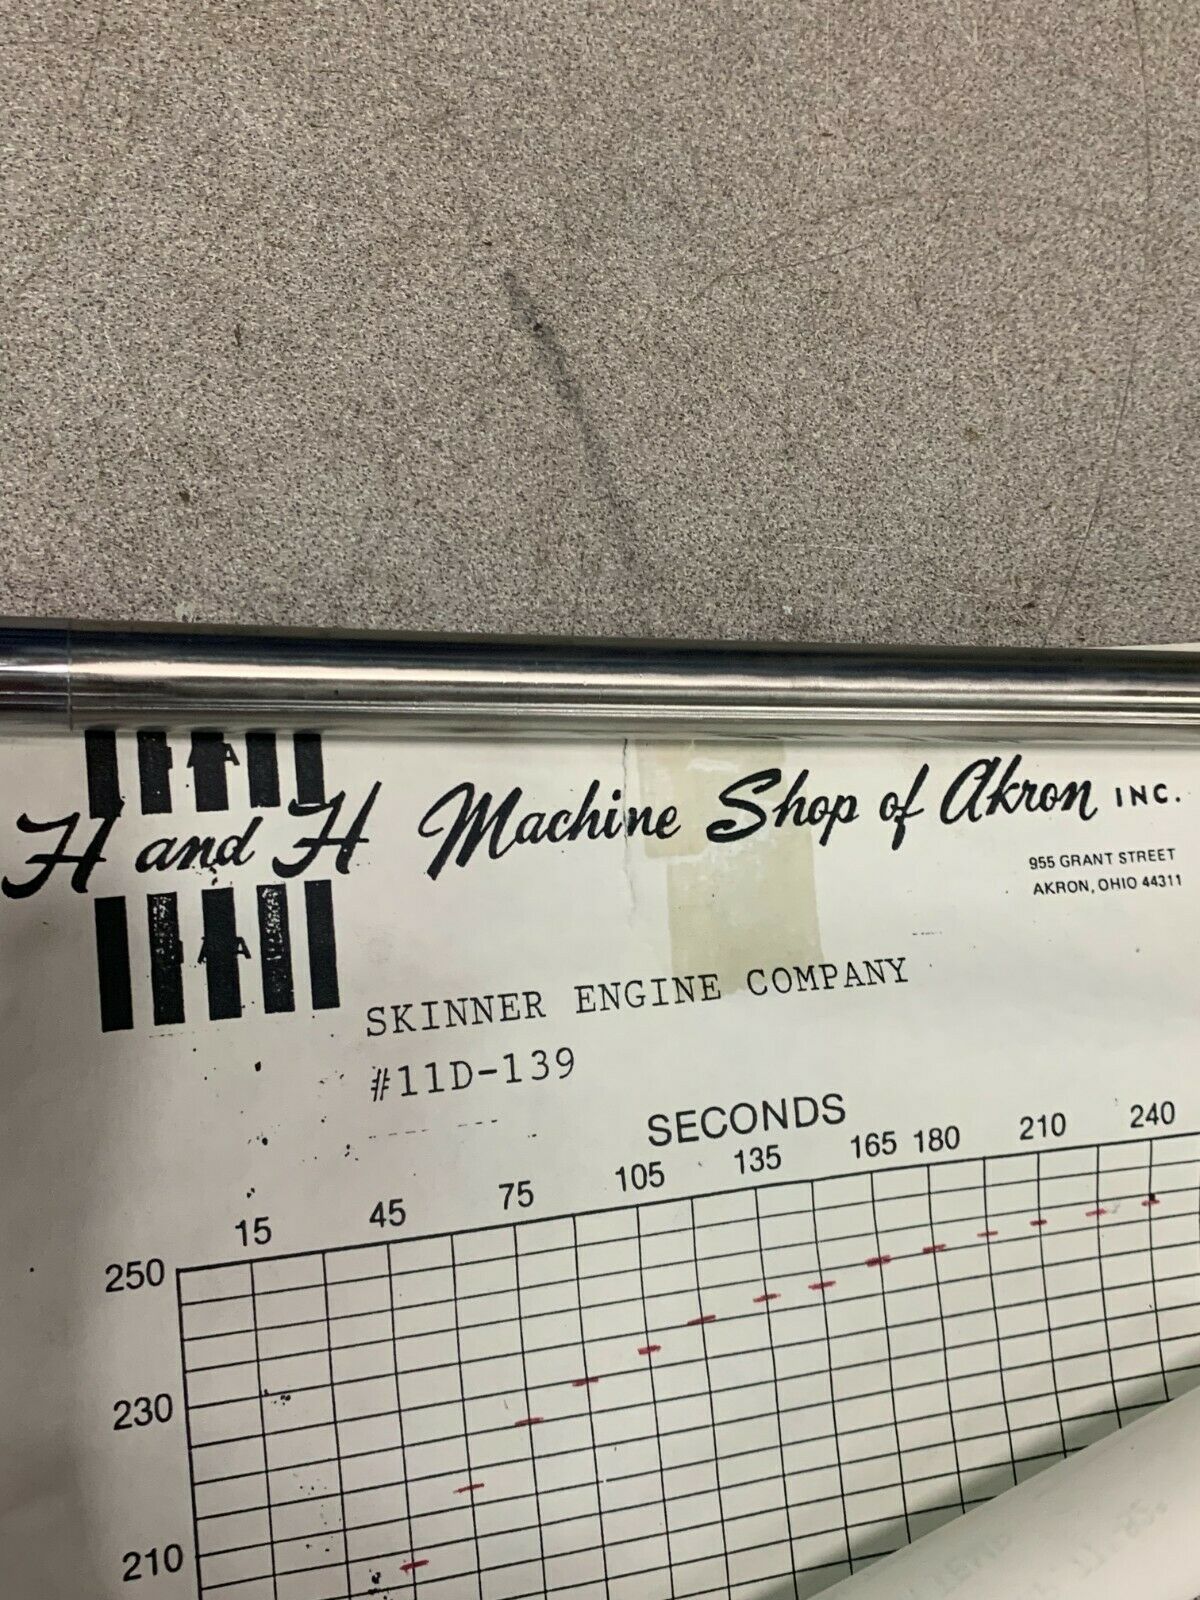 H and H Machine Shop of Akron INC.
955 GRANT STREET
AKRON, OHIO 44311
SKINNER ENGINE COMPANY
#11D-139
SECONDS
15 45 75 105 135 165 180 210 240
250
230
210